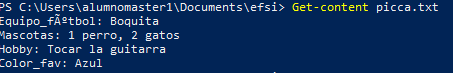 PS C:\Users\alumnomaster1\Documents\efsi> Get-content picca.txt
Equipo_fÃºtbol: Boquita
Mascotas: 1 perro, 2 gatos
Hobby: Tocar la guitarra
Color_fav: Azul